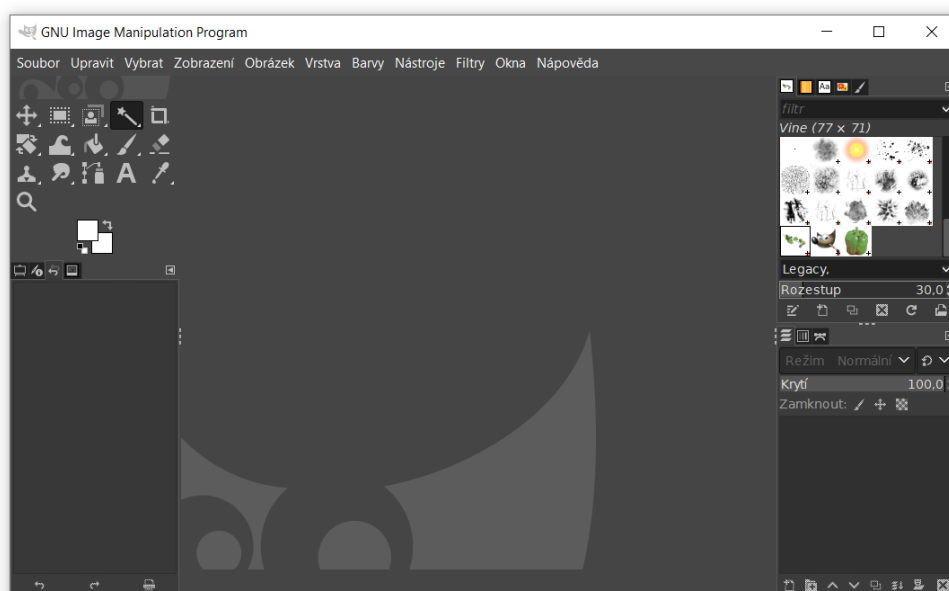 GNU Image Manipulation Program
Soubor Upravit Vybrat Zobrazení Obrázek Vrstva Barvy Nástroje Filtry Okna Nápověda
Aa
filtr
Vine (77 × 71)
Legacy,
Rozestup 30,0
Režim Normální
Krytí 100,0
Zamknout: